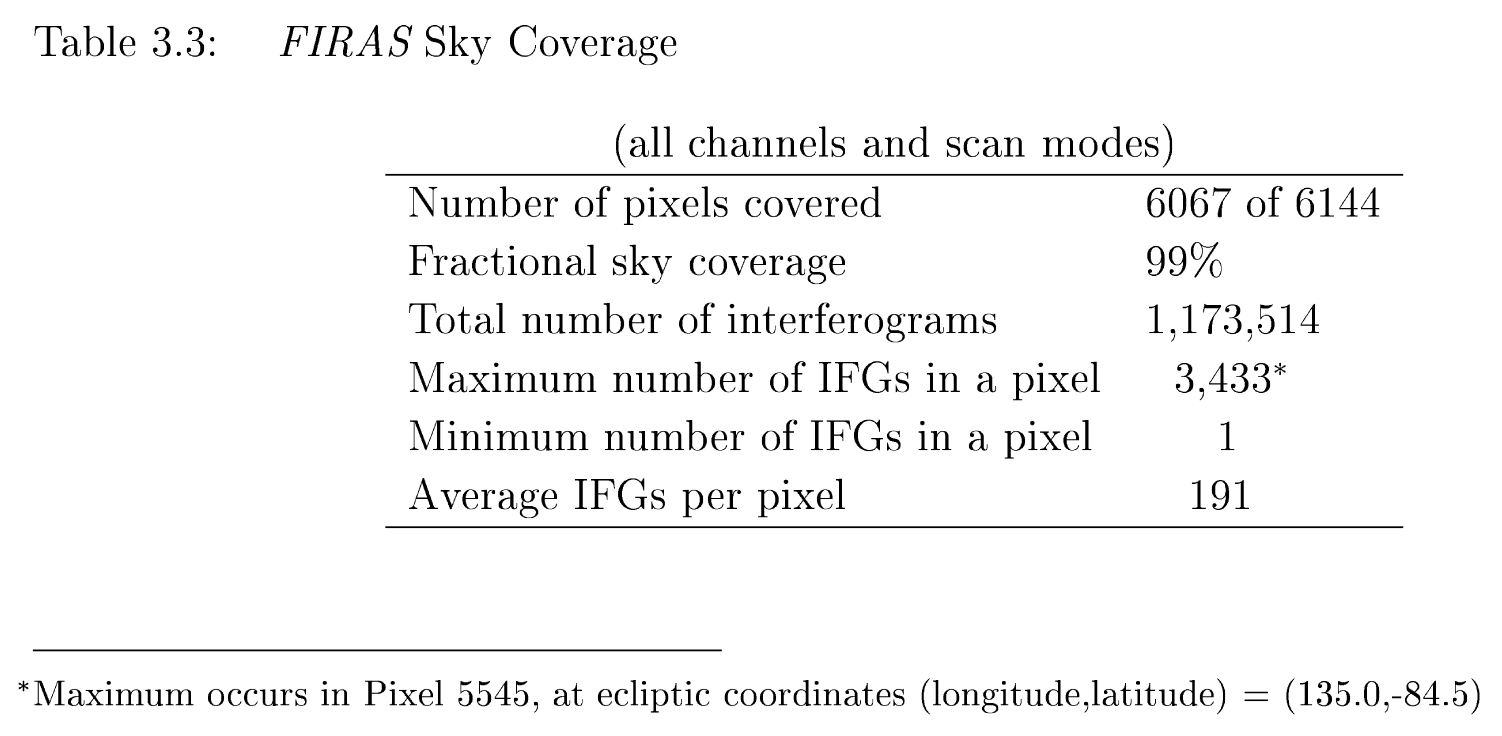 Table 3.3: FIRAS Sky Coverage
(all channels and scan modes)
Number of pixels covered 6067 of 6144
Fractional sky coverage 99%
Total number of interferograms 1,173,514
Maximum number of IFGs in a pixel 3,433*
Minimum number of IFGs in a pixel 1
Average IFGs per pixel 191
*Maximum occurs in Pixel 5545, at ecliptic coordinates (longitude,latitude) = (135.0,-84.5)